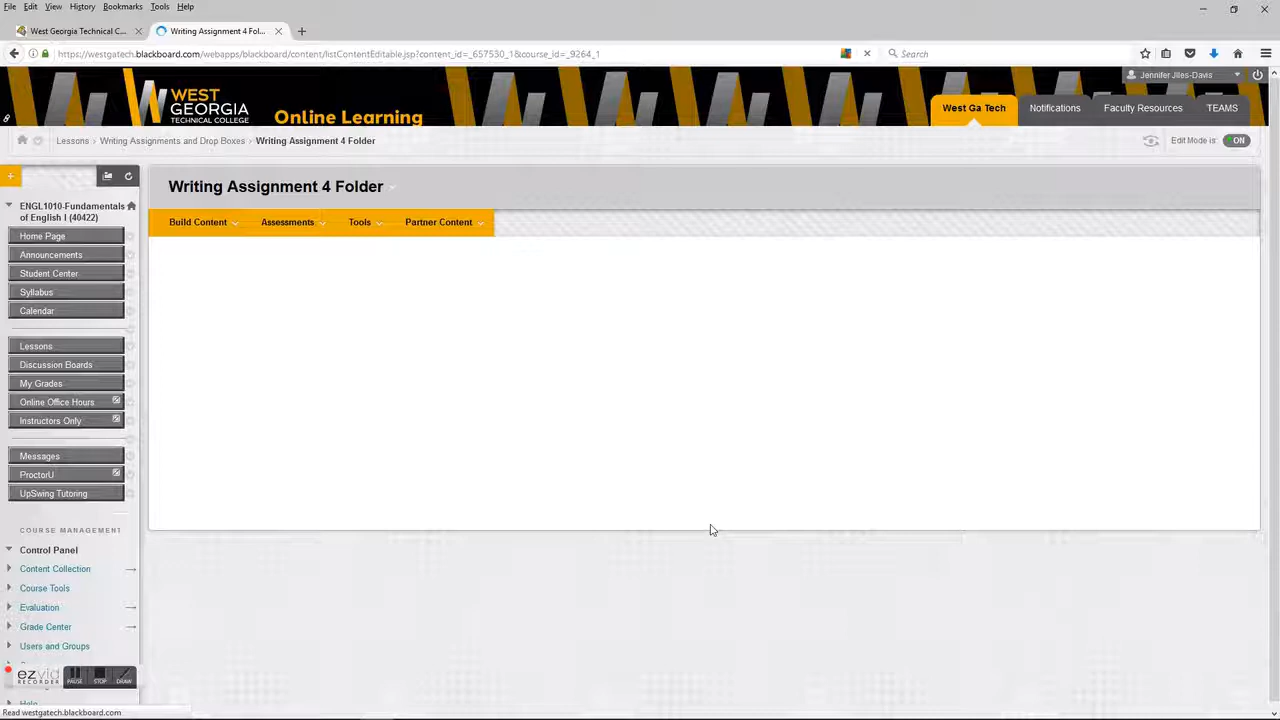 File Edit View History Bookmarks Tools Help
West Georgia Technical C...
Writing Assignment 4 Fol...
https://westgatech.blackboard.com/webapps/blackboard/content/listContentEditable.jsp?content_id=_657530_1&course_id=_9264_1
Search
Jennifer Jiles-Davis
WEST
GEORGIA
TECHNICAL COLLEGE
Online Learning
West Ga Tech
Notifications
Faculty Resources
TEAMS
Lessons
Writing Assignments and Drop Boxes
Writing Assignment 4 Folder
Edit Mode is:
ON
Writing Assignment 4 Folder
Build Content
Assessments
Tools
Partner Content
ENGL1010-Fundamentals
of English I (40422)
Home Page
Announcements
Student Center
Syllabus
Calendar
Lessons
Discussion Boards
My Grades
Online Office Hours
Instructors Only
Messages
ProctorU
UpSwing Tutoring
COURSE MANAGEMENT
Control Panel
Content Collection
Course Tools
Evaluation
Grade Center
Users and Groups
ezvid
RECORDER
PAUSE
STOP
DRAW
Help
Read westgatech.blackboard.com